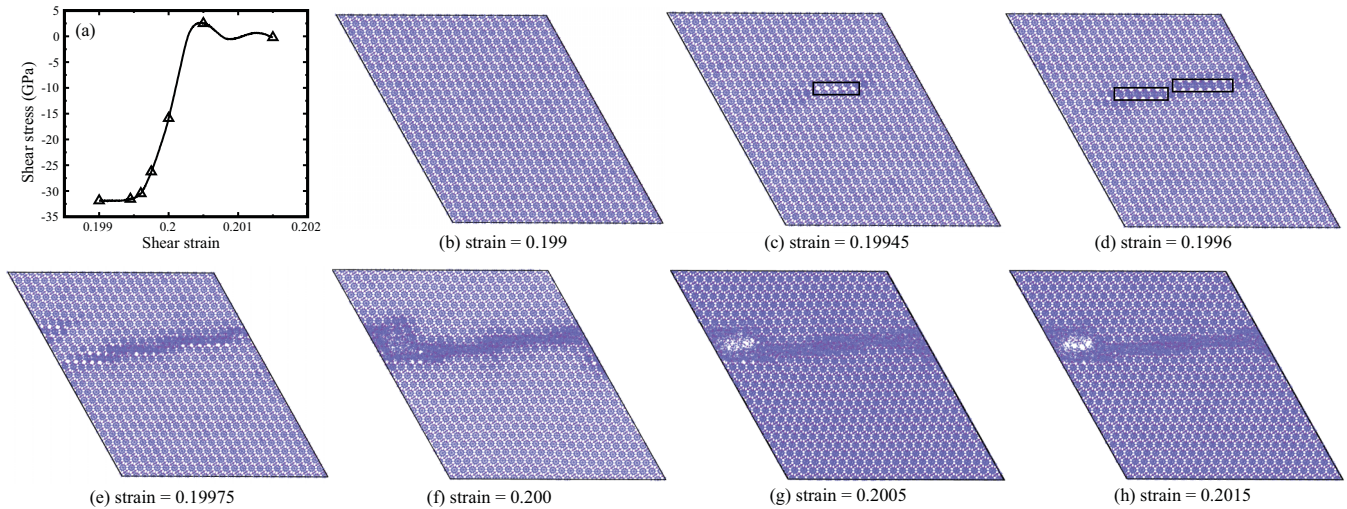 (a)
Shear stress (GPa)
5
0
-5
-10
-15
-20
-25
-30
-35
0.199
0.2
0.201
0.202
Shear strain
(b) strain = 0.199
(c) strain = 0.19945
(d) strain = 0.1996
(e) strain = 0.19975
(f) strain = 0.200
(g) strain = 0.2005
(h) strain = 0.2015